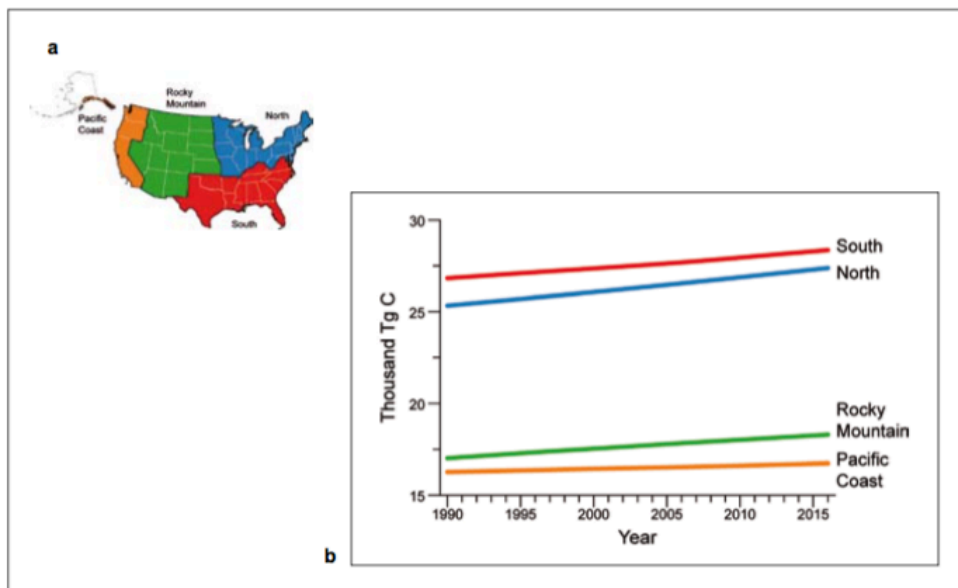 a
Rocky
Mountain
North
Pacific
Coast
South
30
25
20
15
Thousand Tg C
South
North
Rocky
Mountain
Pacific
Coast
1990 1995 2000 2005 2010 2015
Year
b